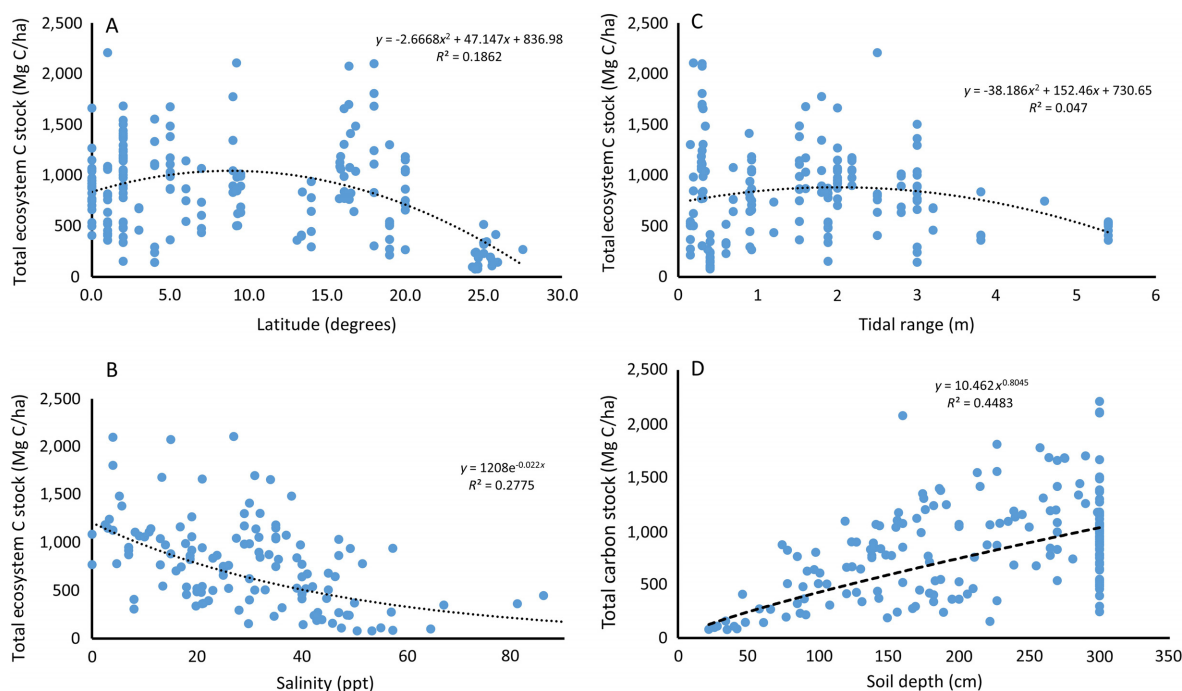 A
Total ecosystem C stock (Mg C/ha)
2,500
2,000
1,500
1,000
500
0
y = -2.6668x² + 47.147x + 836.98
R² = 0.1862
0.0 5.0 10.0 15.0 20.0 25.0 30.0
Latitude (degrees)
C
Total ecosystem C stock (Mg C/ha)
2,500
2,000
1,500
1,000
500
0
y = -38.186x² + 152.46x + 730.65
R² = 0.047
0 1 2 3 4 5 6
Tidal range (m)
B
Total ecosystem C stock (Mg C/ha)
2,500
2,000
1,500
1,000
500
0
y = 1208e⁻⁰·⁰²²ˣ
R² = 0.2775
0 20 40 60 80
Salinity (ppt)
D
Total carbon stock (Mg C/ha)
2,500
2,000
1,500
1,000
500
0
y = 10.462x⁰·⁸⁰⁴⁵
R² = 0.4483
0 50 100 150 200 250 300 350
Soil depth (cm)